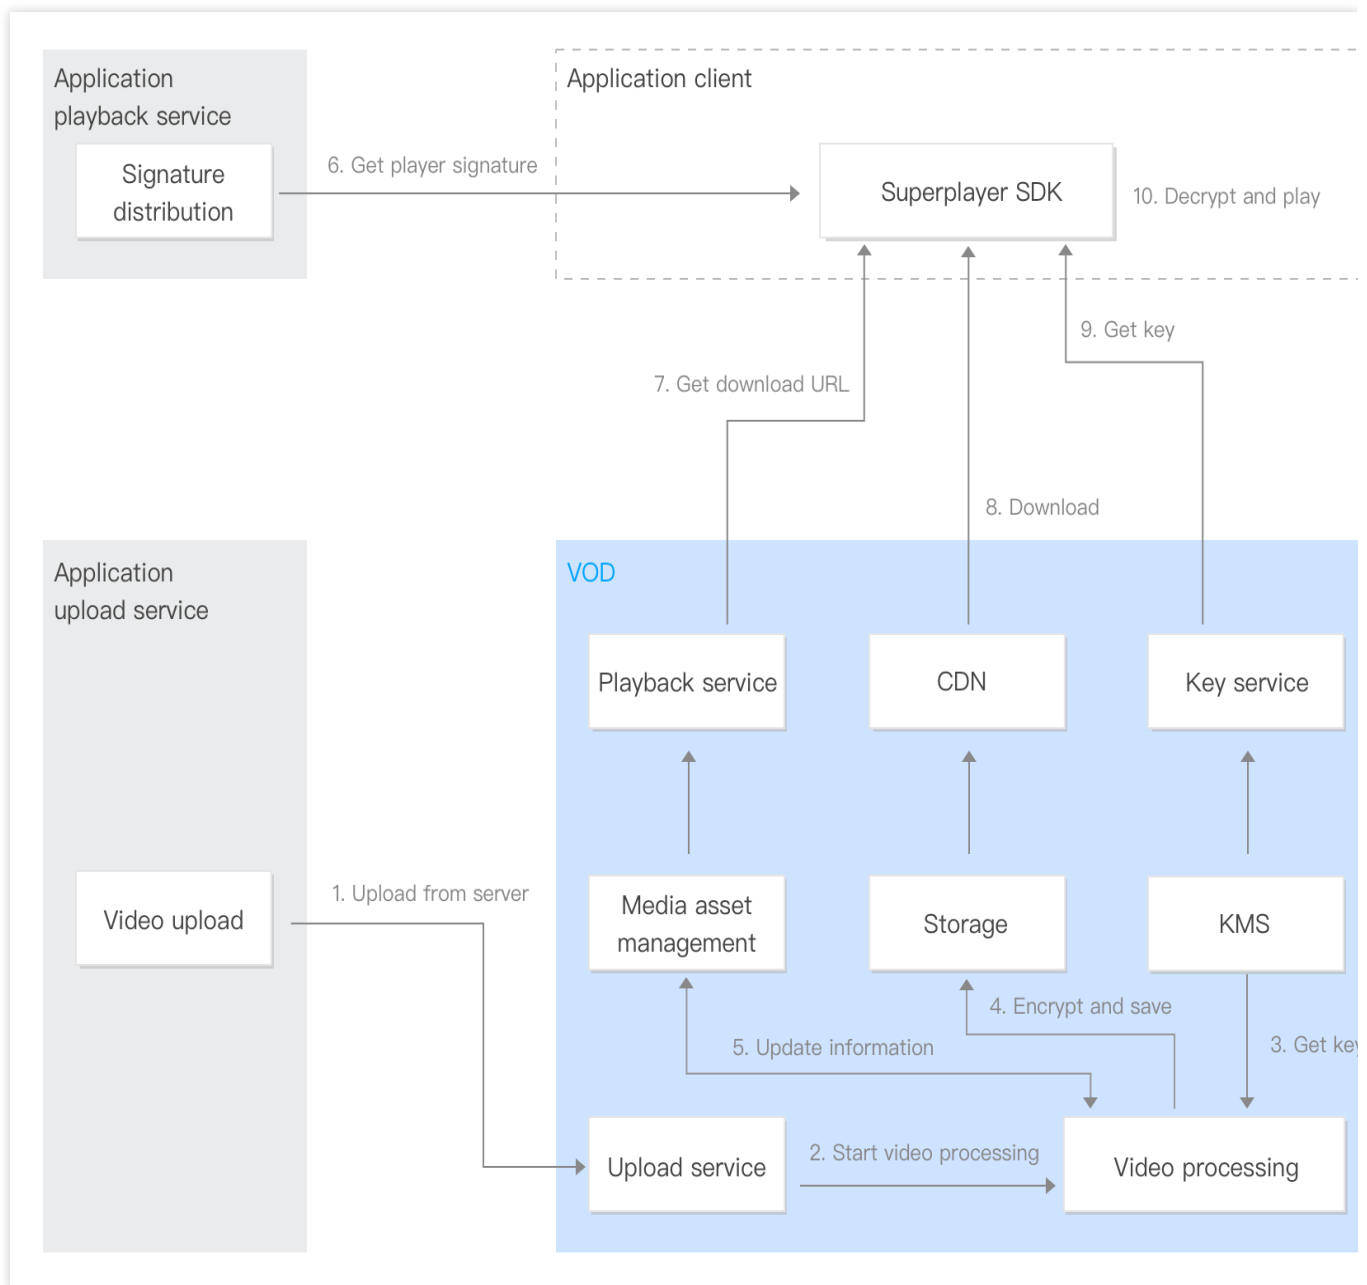 Application
playback service
Signature
distribution
6. Get player signature
Application client
Superplayer SDK
10. Decrypt and play
9. Get key
7. Get download URL
8. Download
Application
upload service
VOD
Playback service
CDN
Key service
Video upload
1. Upload from server
Media asset
management
Storage
KMS
4. Encrypt and save
5. Update information
3. Get key
Upload service
2. Start video processing
Video processing